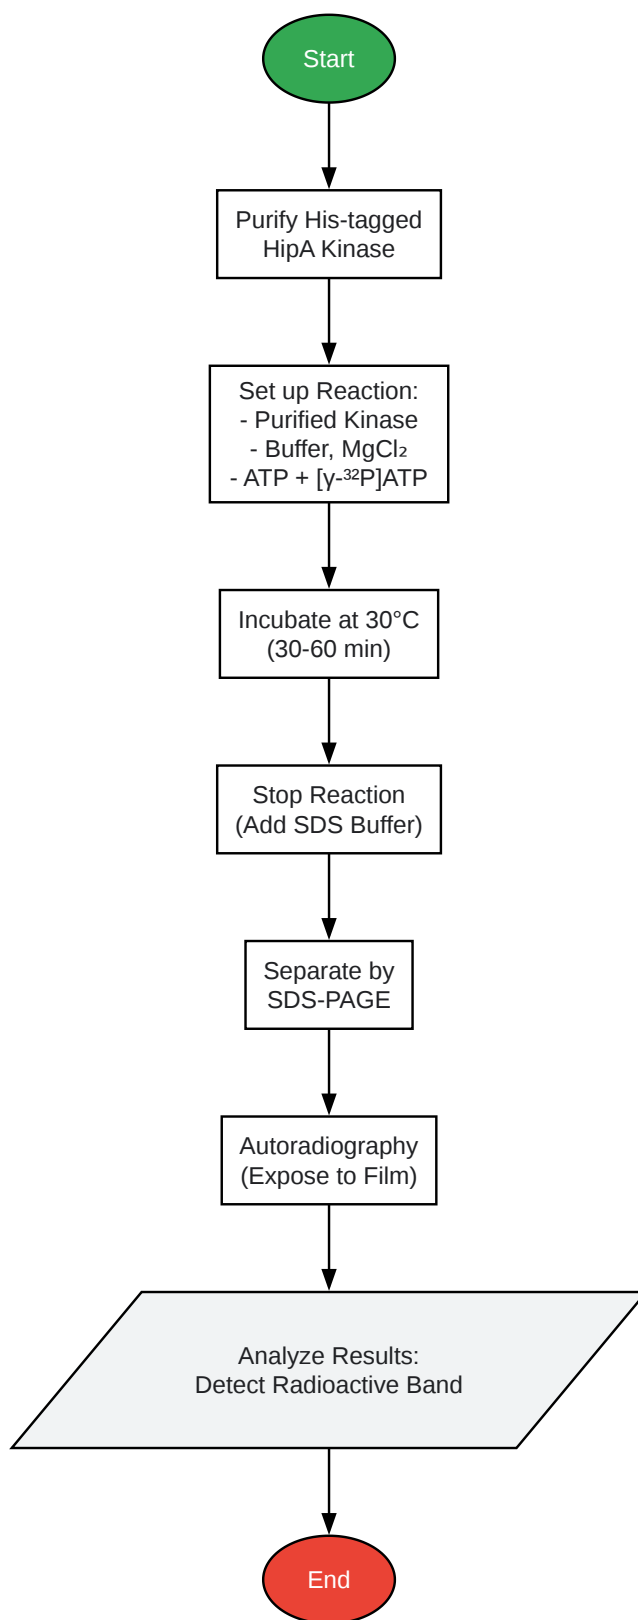 Start
Purify His-tagged
HipA Kinase
Set up Reaction:
- Purified Kinase
- Buffer, MgCl₂
- ATP + [γ-³²P]ATP
Incubate at 30°C
(30-60 min)
Stop Reaction
(Add SDS Buffer)
Separate by
SDS-PAGE
Autoradiography
(Expose to Film)
Analyze Results:
Detect Radioactive Band
End